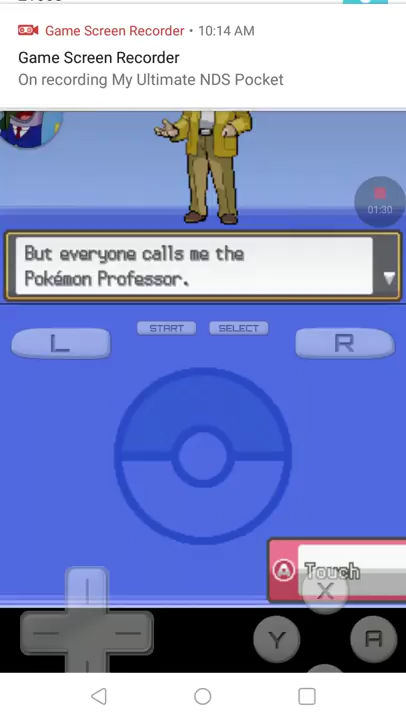 Game Screen Recorder • 10:14 AM
Game Screen Recorder
On recording My Ultimate NDS Pocket
01:30
But everyone calls me the
Pokémon Professor.
L
START
SELECT
R
A Touch
X
Y
A